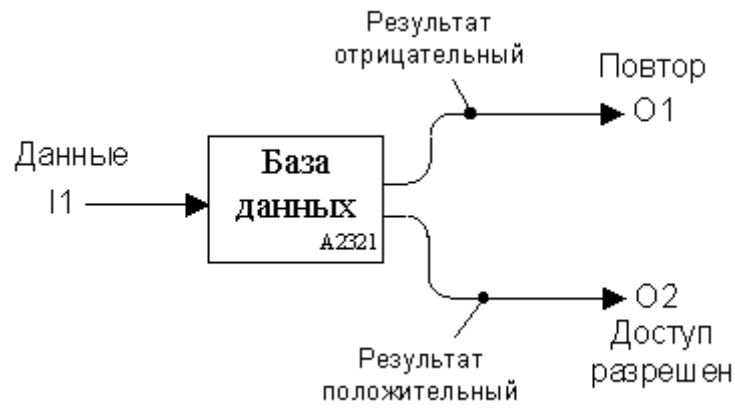 Результат
отрицательный
Повтор
O1
Данные
I1
База
данных
A2321
O2
Доступ
разрешен
Результат
положительный